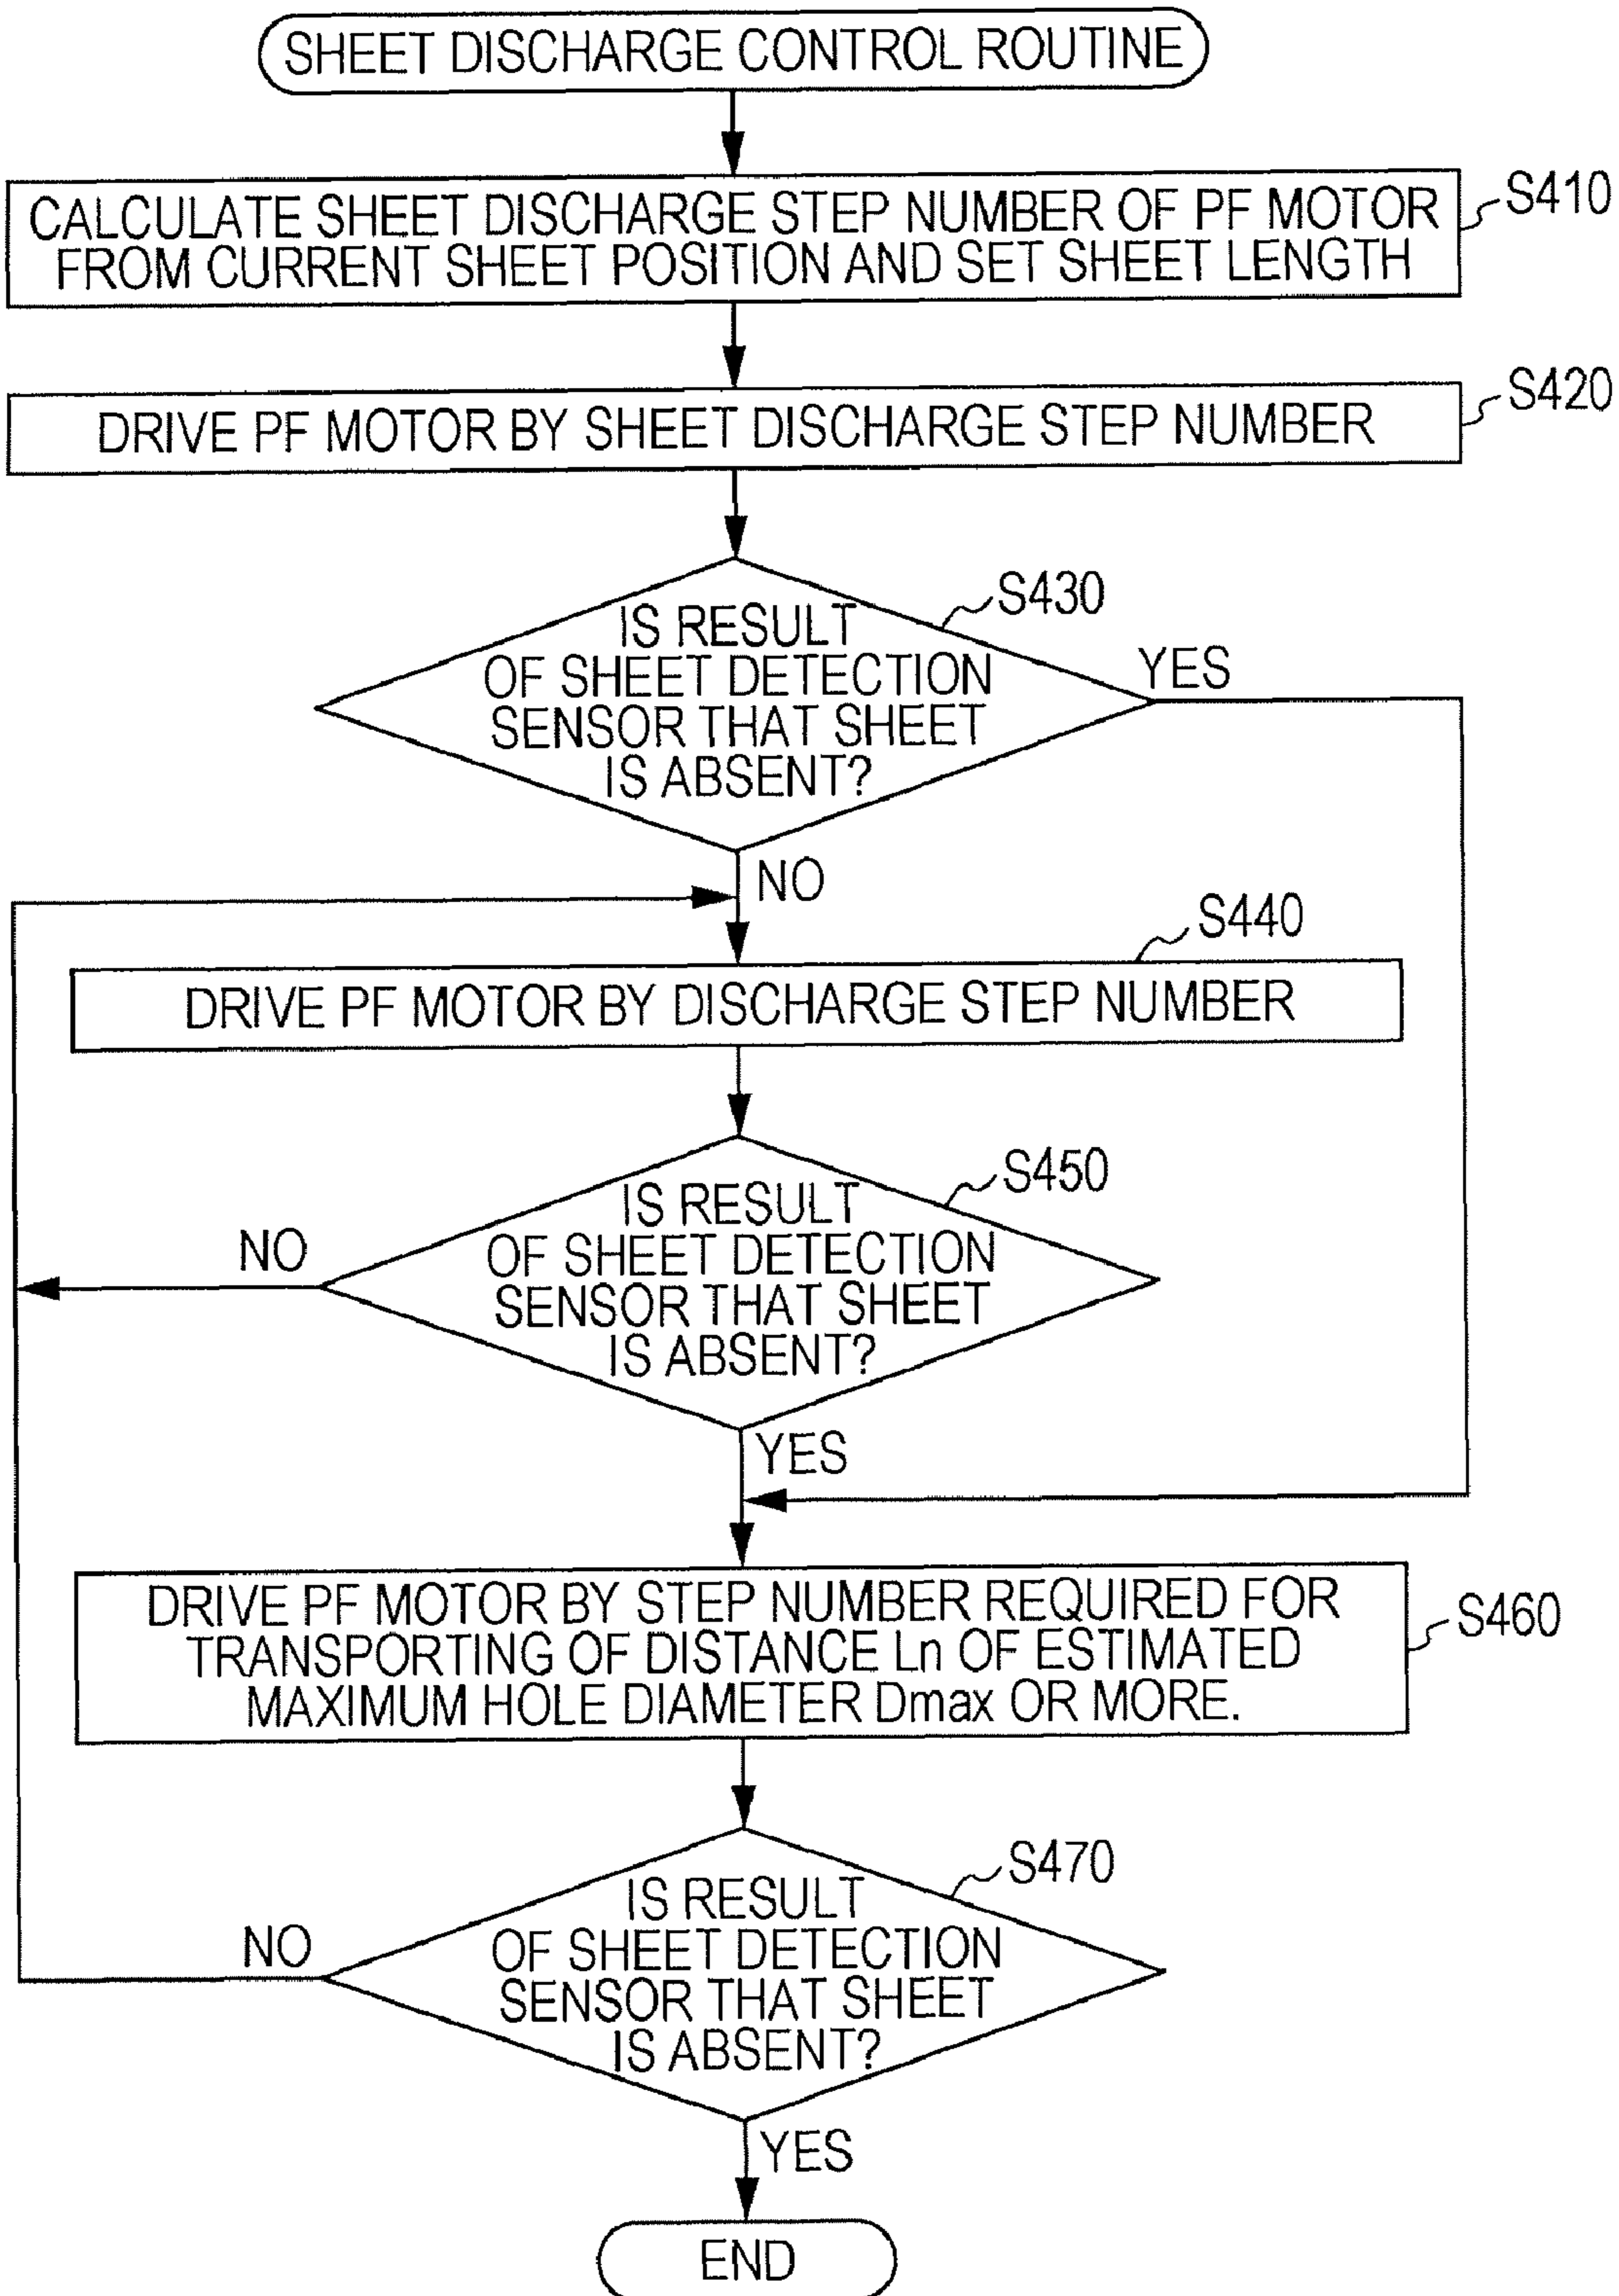 SHEET DISCHARGE CONTROL ROUTINE
CALCULATE SHEET DISCHARGE STEP NUMBER OF PF MOTOR
FROM CURRENT SHEET POSITION AND SET SHEET LENGTH
S410
DRIVE PF MOTOR BY SHEET DISCHARGE STEP NUMBER
S420
IS RESULT
OF SHEET DETECTION
SENSOR THAT SHEET
IS ABSENT?
S430
YES
NO
DRIVE PF MOTOR BY DISCHARGE STEP NUMBER
S440
IS RESULT
OF SHEET DETECTION
SENSOR THAT SHEET
IS ABSENT?
S450
NO
YES
DRIVE PF MOTOR BY STEP NUMBER REQUIRED FOR
TRANSPORTING OF DISTANCE Ln OF ESTIMATED
MAXIMUM HOLE DIAMETER Dmax OR MORE.
S460
IS RESULT
OF SHEET DETECTION
SENSOR THAT SHEET
IS ABSENT?
S470
NO
YES
END